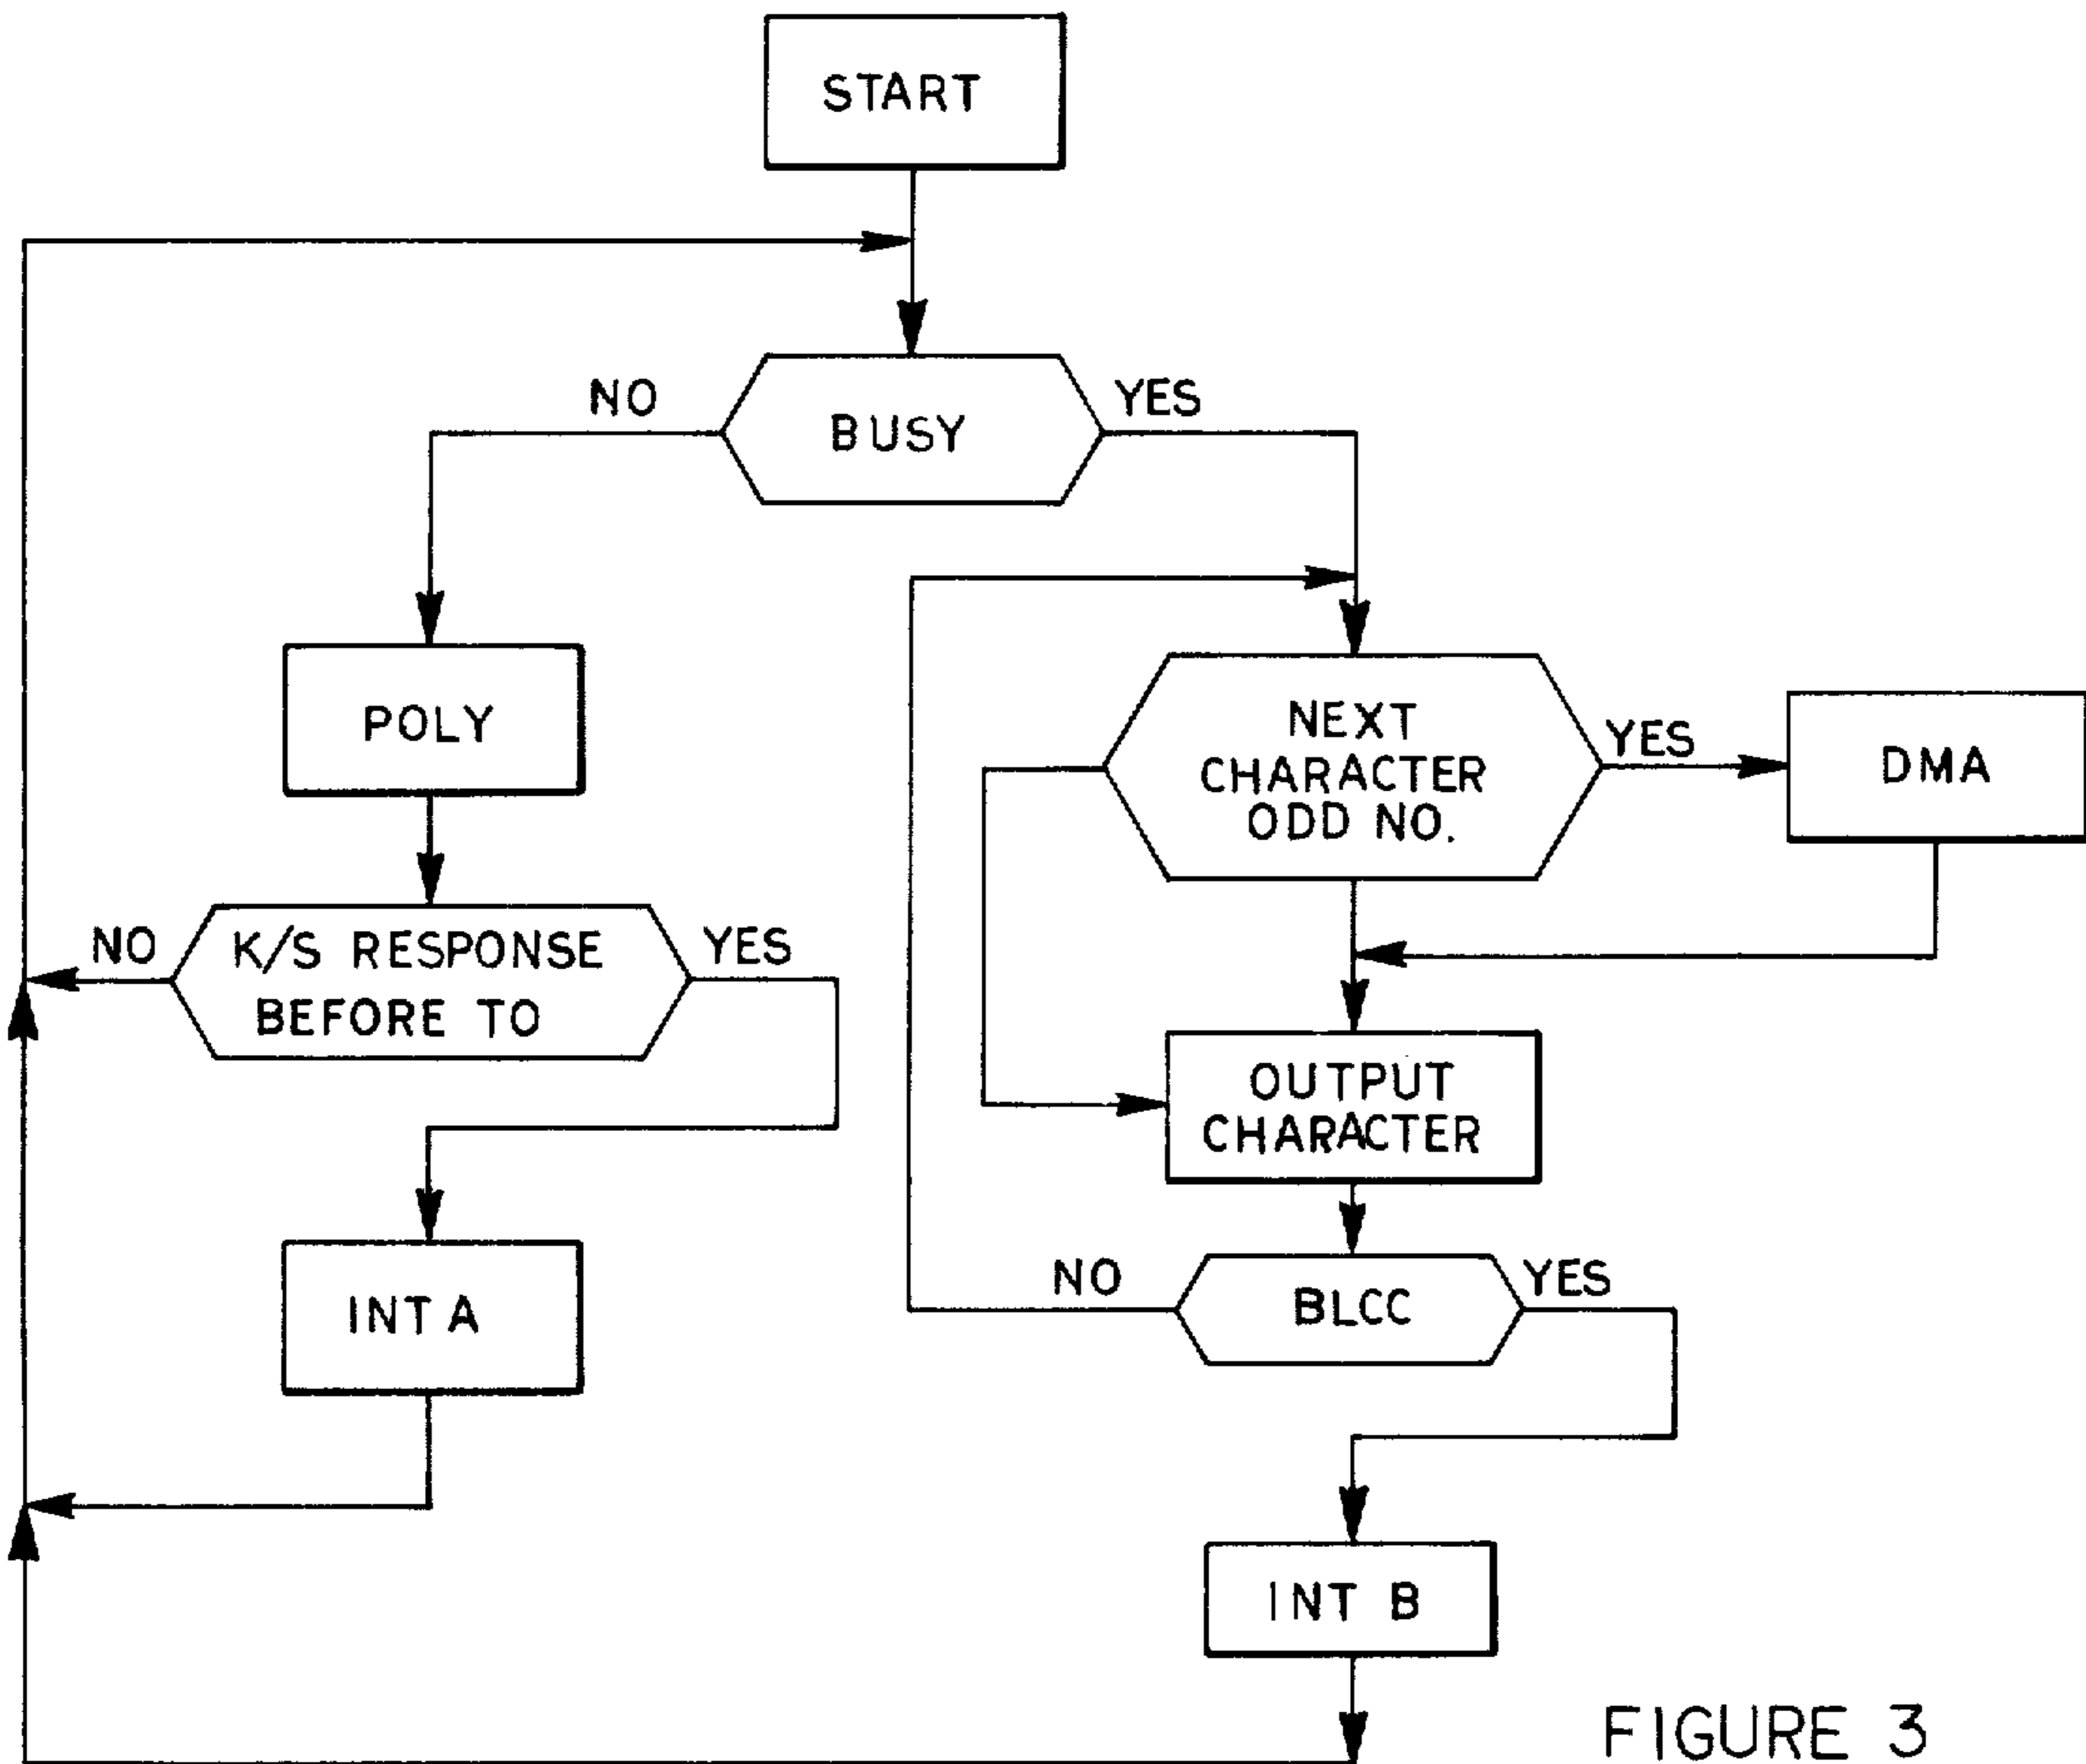 START
NO
BUSY
YES
POLY
NEXT
CHARACTER
ODD NO.
YES
DMA
NO
K/S RESPONSE
BEFORE TO
YES
OUTPUT
CHARACTER
INT A
NO
BLCC
YES
INT B
FIGURE 3